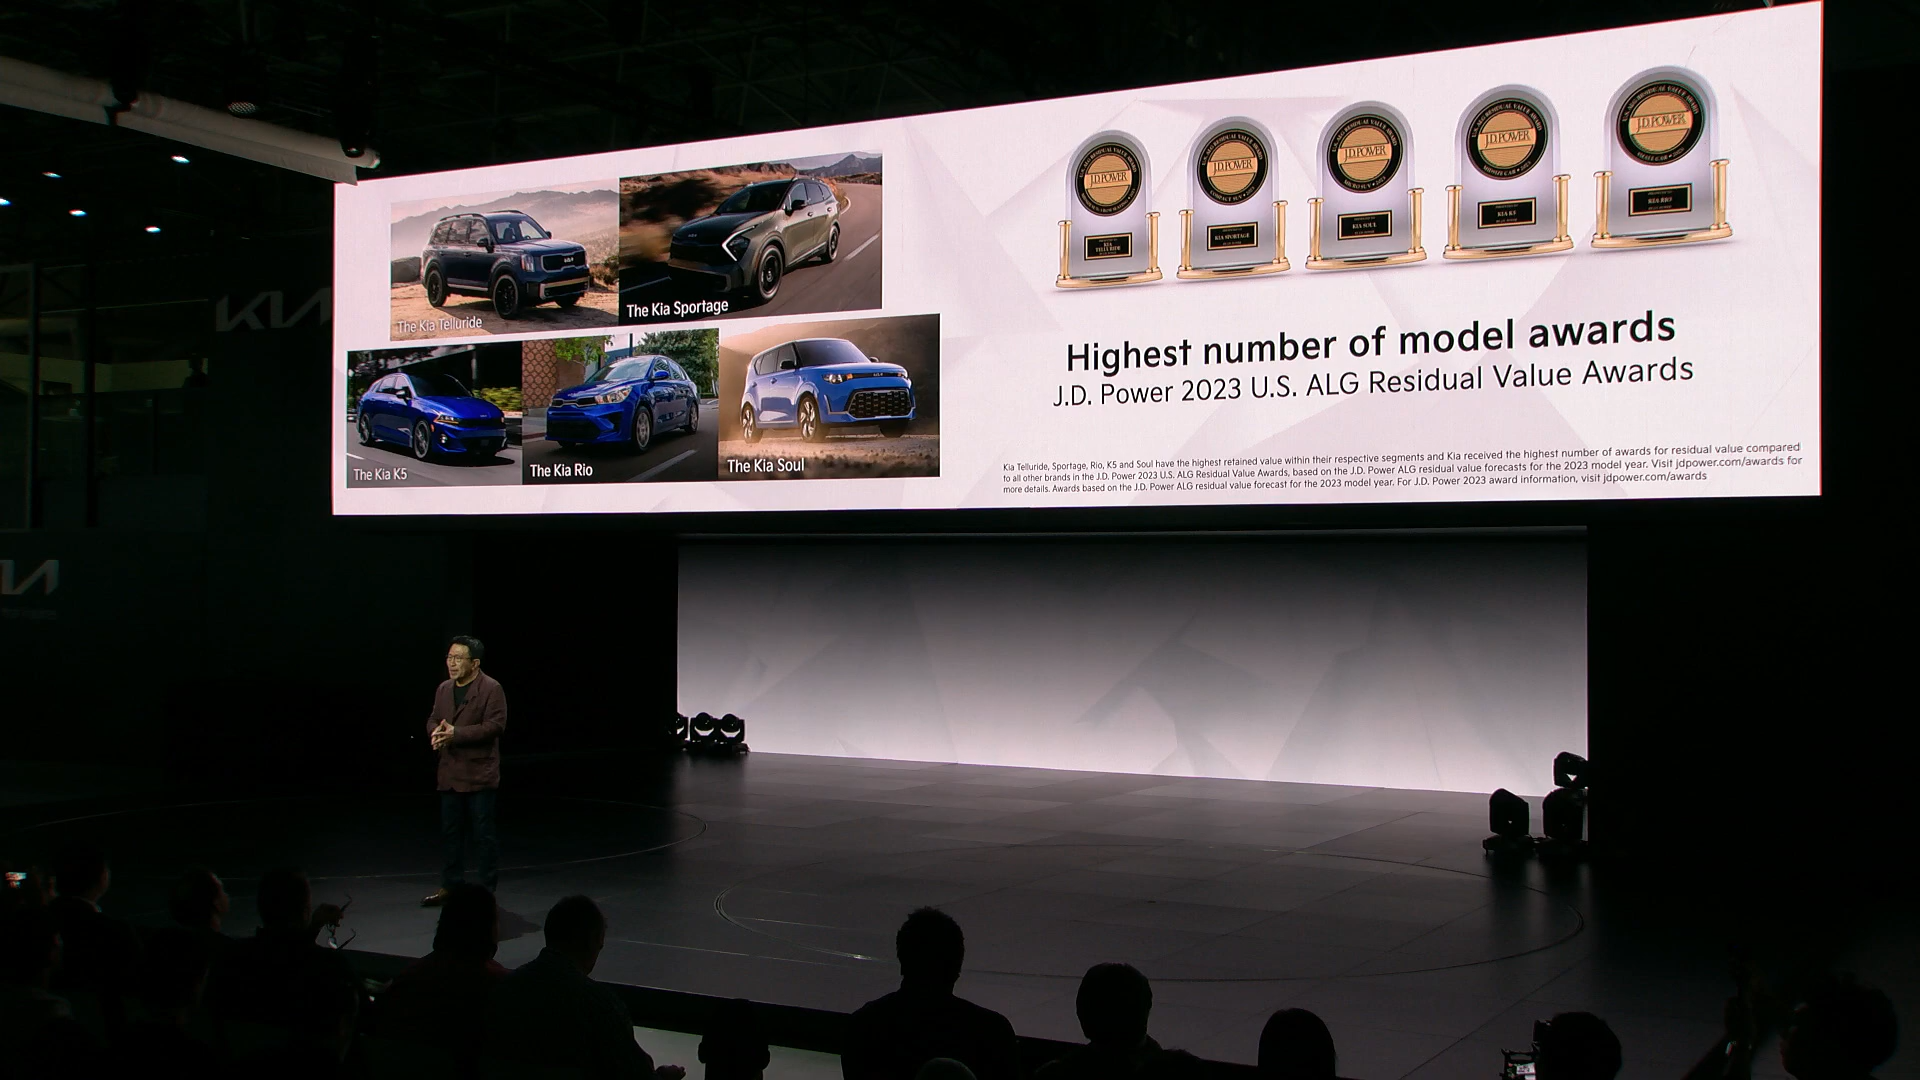 J.D. POWER
J.D. POWER
J.D. POWER
J.D. POWER
J.D. POWER
KIA
TELLURIDE
KIA SPORTAGE
KIA SOUL
KIA K5
KIA RIO
The Kia Telluride
The Kia Sportage
The Kia K5
The Kia Rio
The Kia Soul
Highest number of model awards
J.D. Power 2023 U.S. ALG Residual Value Awards
Kia Telluride, Sportage, Rio, K5 and Soul have the highest retained value within their respective segments and Kia received the highest number of awards for residual value compared
to all other brands in the J.D. Power 2023 U.S. ALG Residual Value Awards, based on the J.D. Power ALG residual value forecasts for the 2023 model year. Visit jdpower.com/awards for
more details. Awards based on the J.D. Power ALG residual value forecast for the 2023 model year. For J.D. Power 2023 award information, visit jdpower.com/awards
KIA